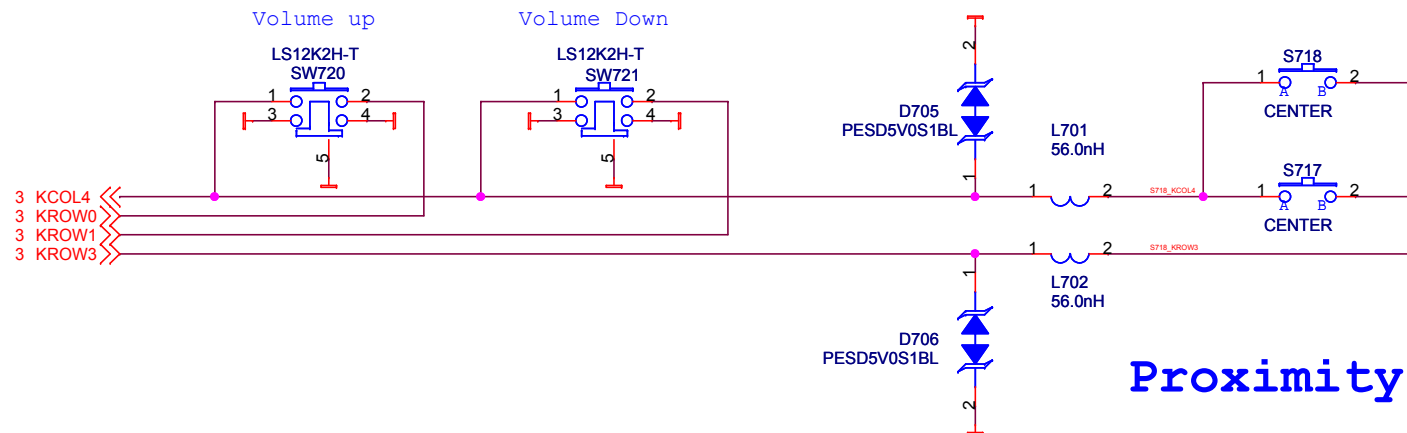 Volume up
Volume Down
LS12K2H-T
SW720
LS12K2H-T
SW721
1
2
3
4
5
1
2
3
4
5
2
D705
PESD5V0S1BL
1
L701
56.0nH
1
2
S718_KCOL4
S718
1
2
A
B
CENTER
S717
1
2
A
B
CENTER
3 KCOL4
3 KROW0
3 KROW1
3 KROW3
1
2
S718_KROW3
L702
56.0nH
1
D706
PESD5V0S1BL
2
Proximity